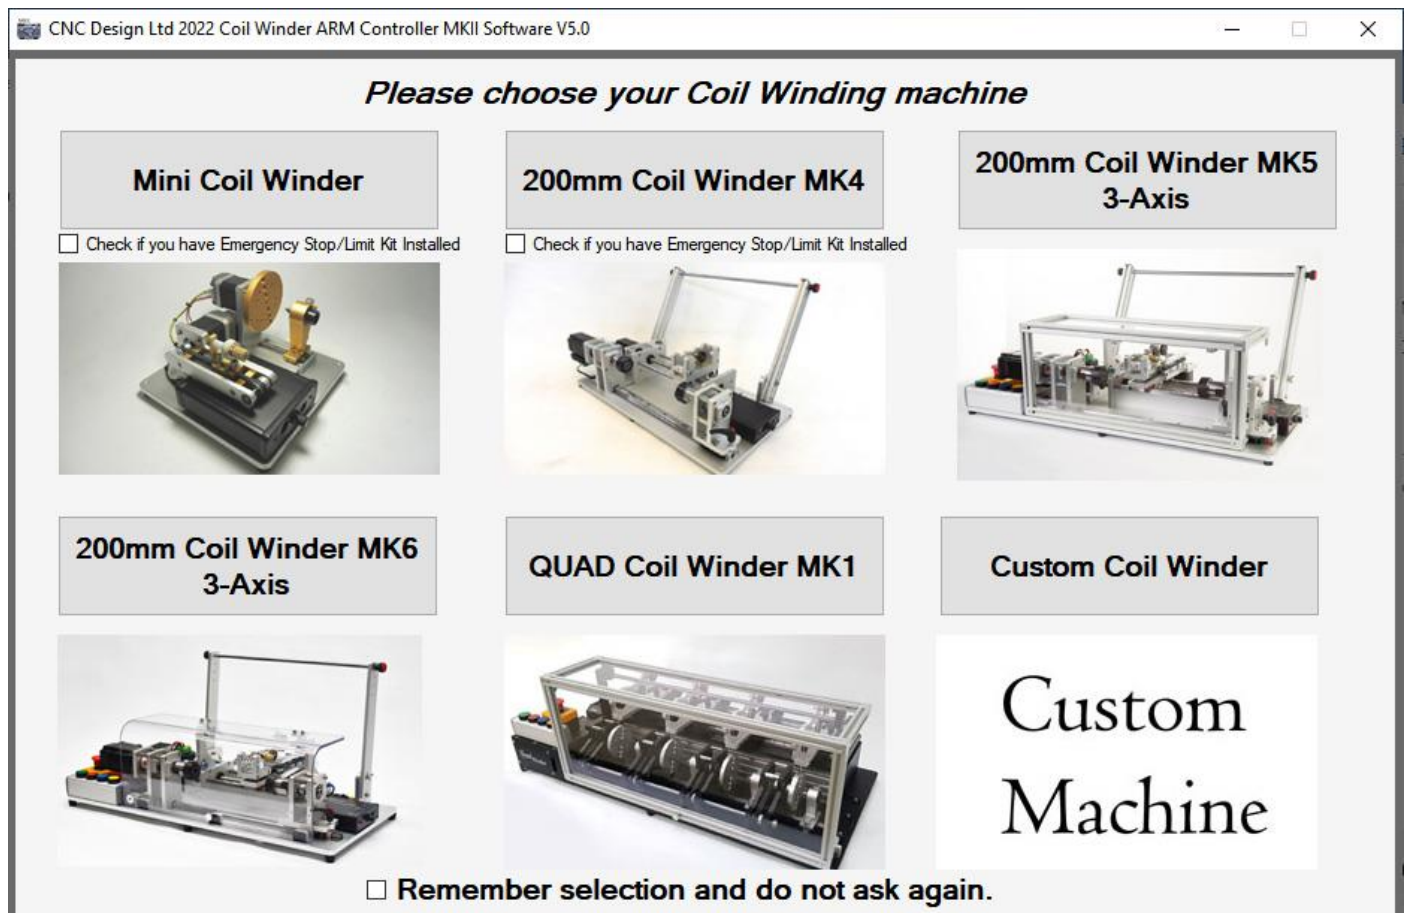 CNC Design Ltd 2022 Coil Winder ARM Controller MKII Software V5.0
Please choose your Coil Winding machine
Mini Coil Winder
200mm Coil Winder MK4
200mm Coil Winder MK5
3-Axis
Check if you have Emergency Stop/Limit Kit Installed
Check if you have Emergency Stop/Limit Kit Installed
200mm Coil Winder MK6
3-Axis
QUAD Coil Winder MK1
Custom Coil Winder
Custom
Machine
Remember selection and do not ask again.